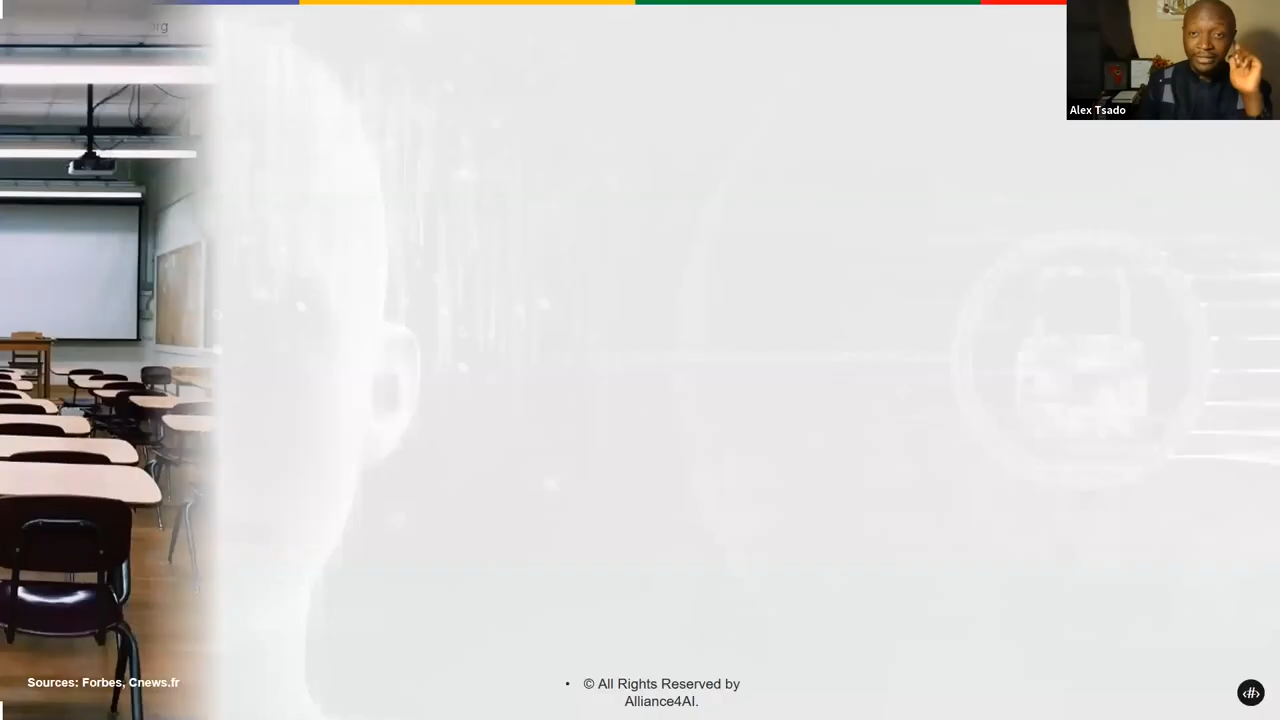 Alex Tsado
Sources: Forbes, Cnews.fr
• © All Rights Reserved by
Alliance4AI.
‹#›